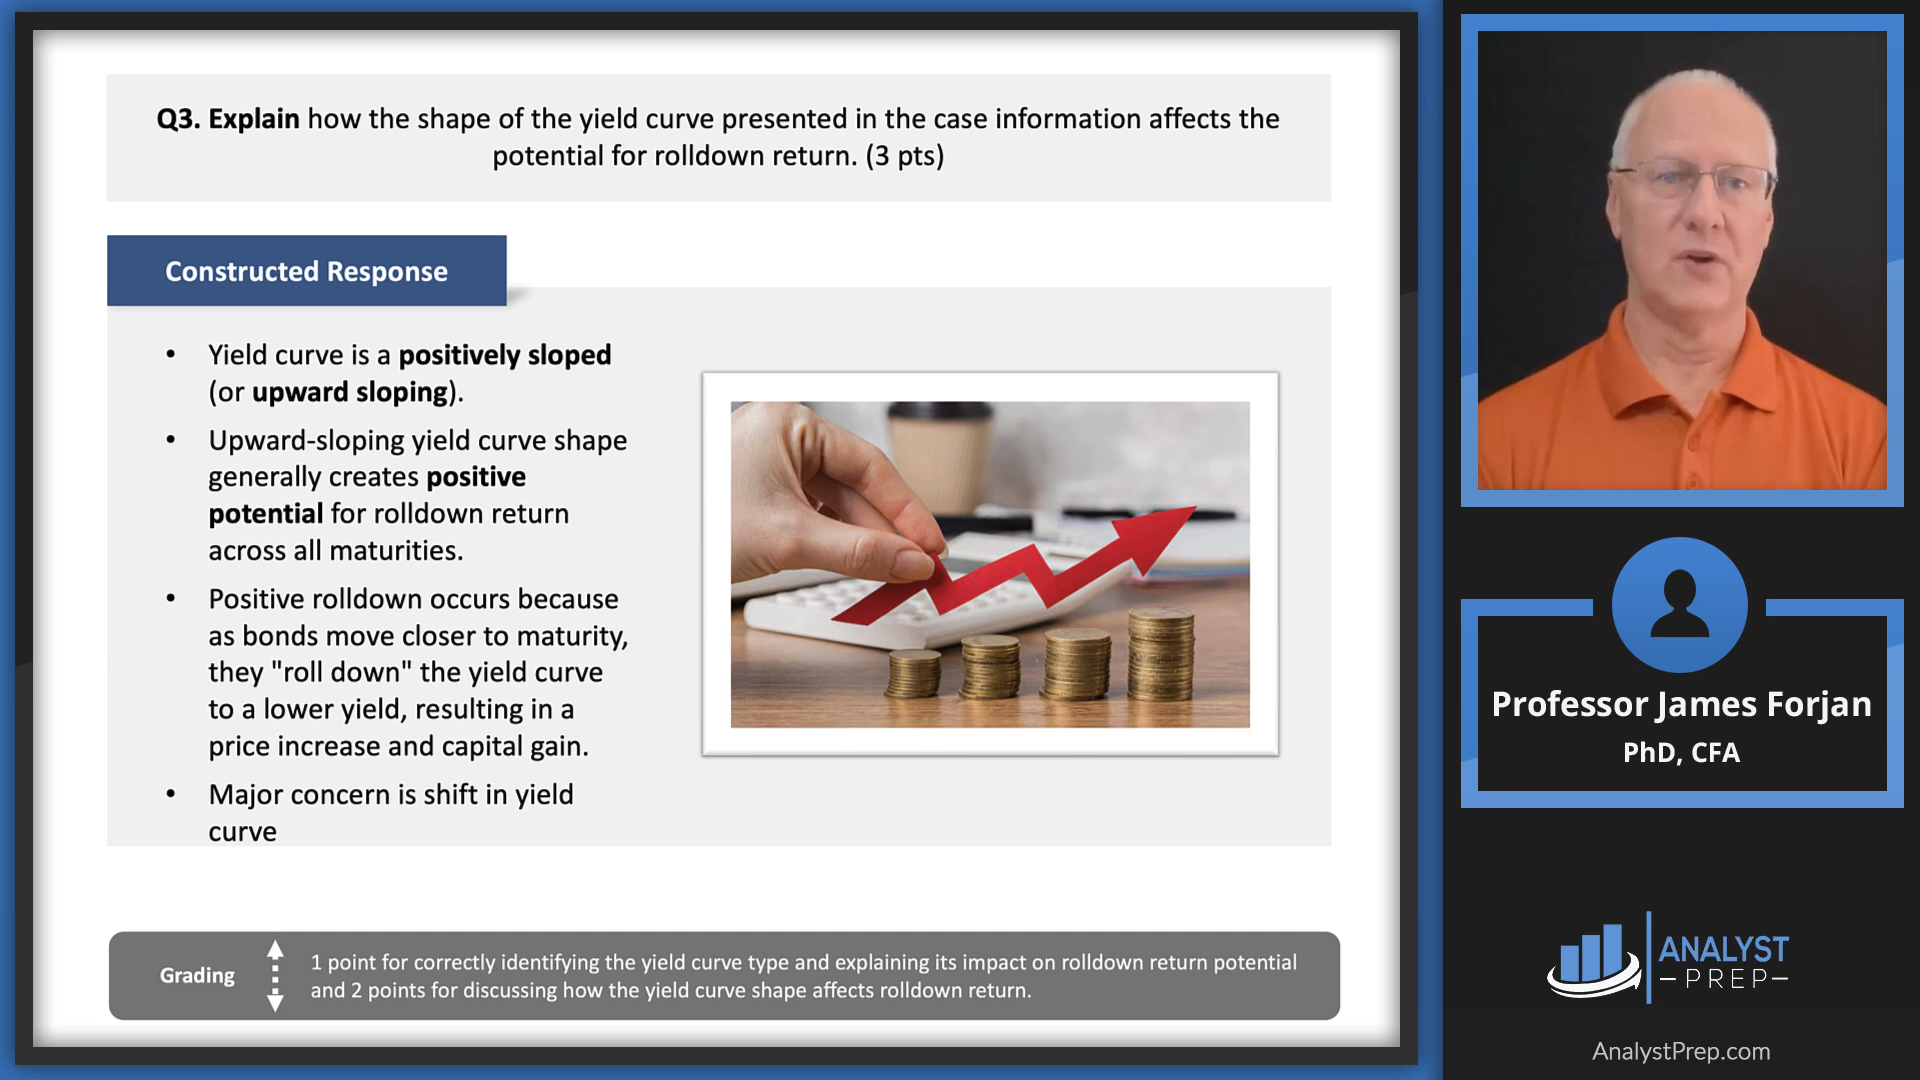 Q3. Explain how the shape of the yield curve presented in the case information affects the
potential for rolldown return. (3 pts)
Constructed Response
• Yield curve is a positively sloped
(or upward sloping).
• Upward-sloping yield curve shape
generally creates positive
potential for rolldown return
across all maturities.
• Positive rolldown occurs because
as bonds move closer to maturity,
they "roll down" the yield curve
to a lower yield, resulting in a
price increase and capital gain.
• Major concern is shift in yield
curve
Grading
1 point for correctly identifying the yield curve type and explaining its impact on rolldown return potential
and 2 points for discussing how the yield curve shape affects rolldown return.
Professor James Forjan
PhD, CFA
ANALYST
PREP
AnalystPrep.com